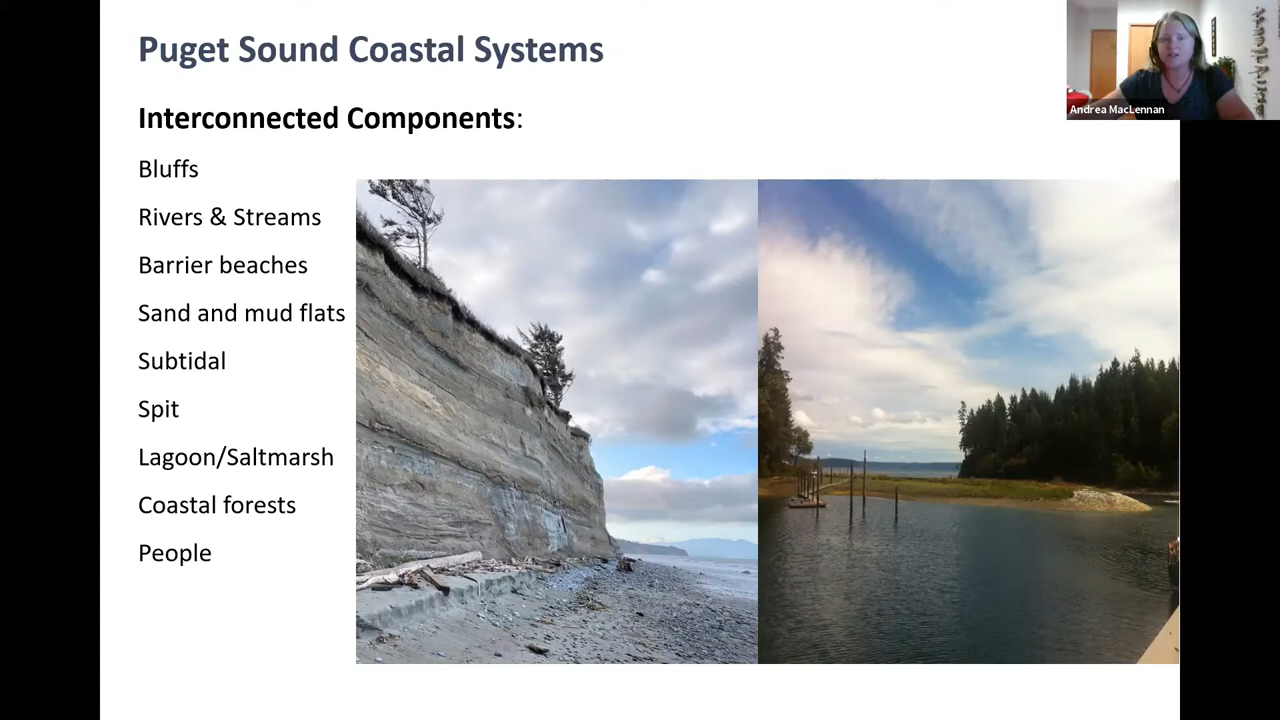 Puget Sound Coastal Systems
Andrea MacLennan
Interconnected Components:
Bluffs
Rivers & Streams
Barrier beaches
Sand and mud flats
Subtidal
Spit
Lagoon/Saltmarsh
Coastal forests
People